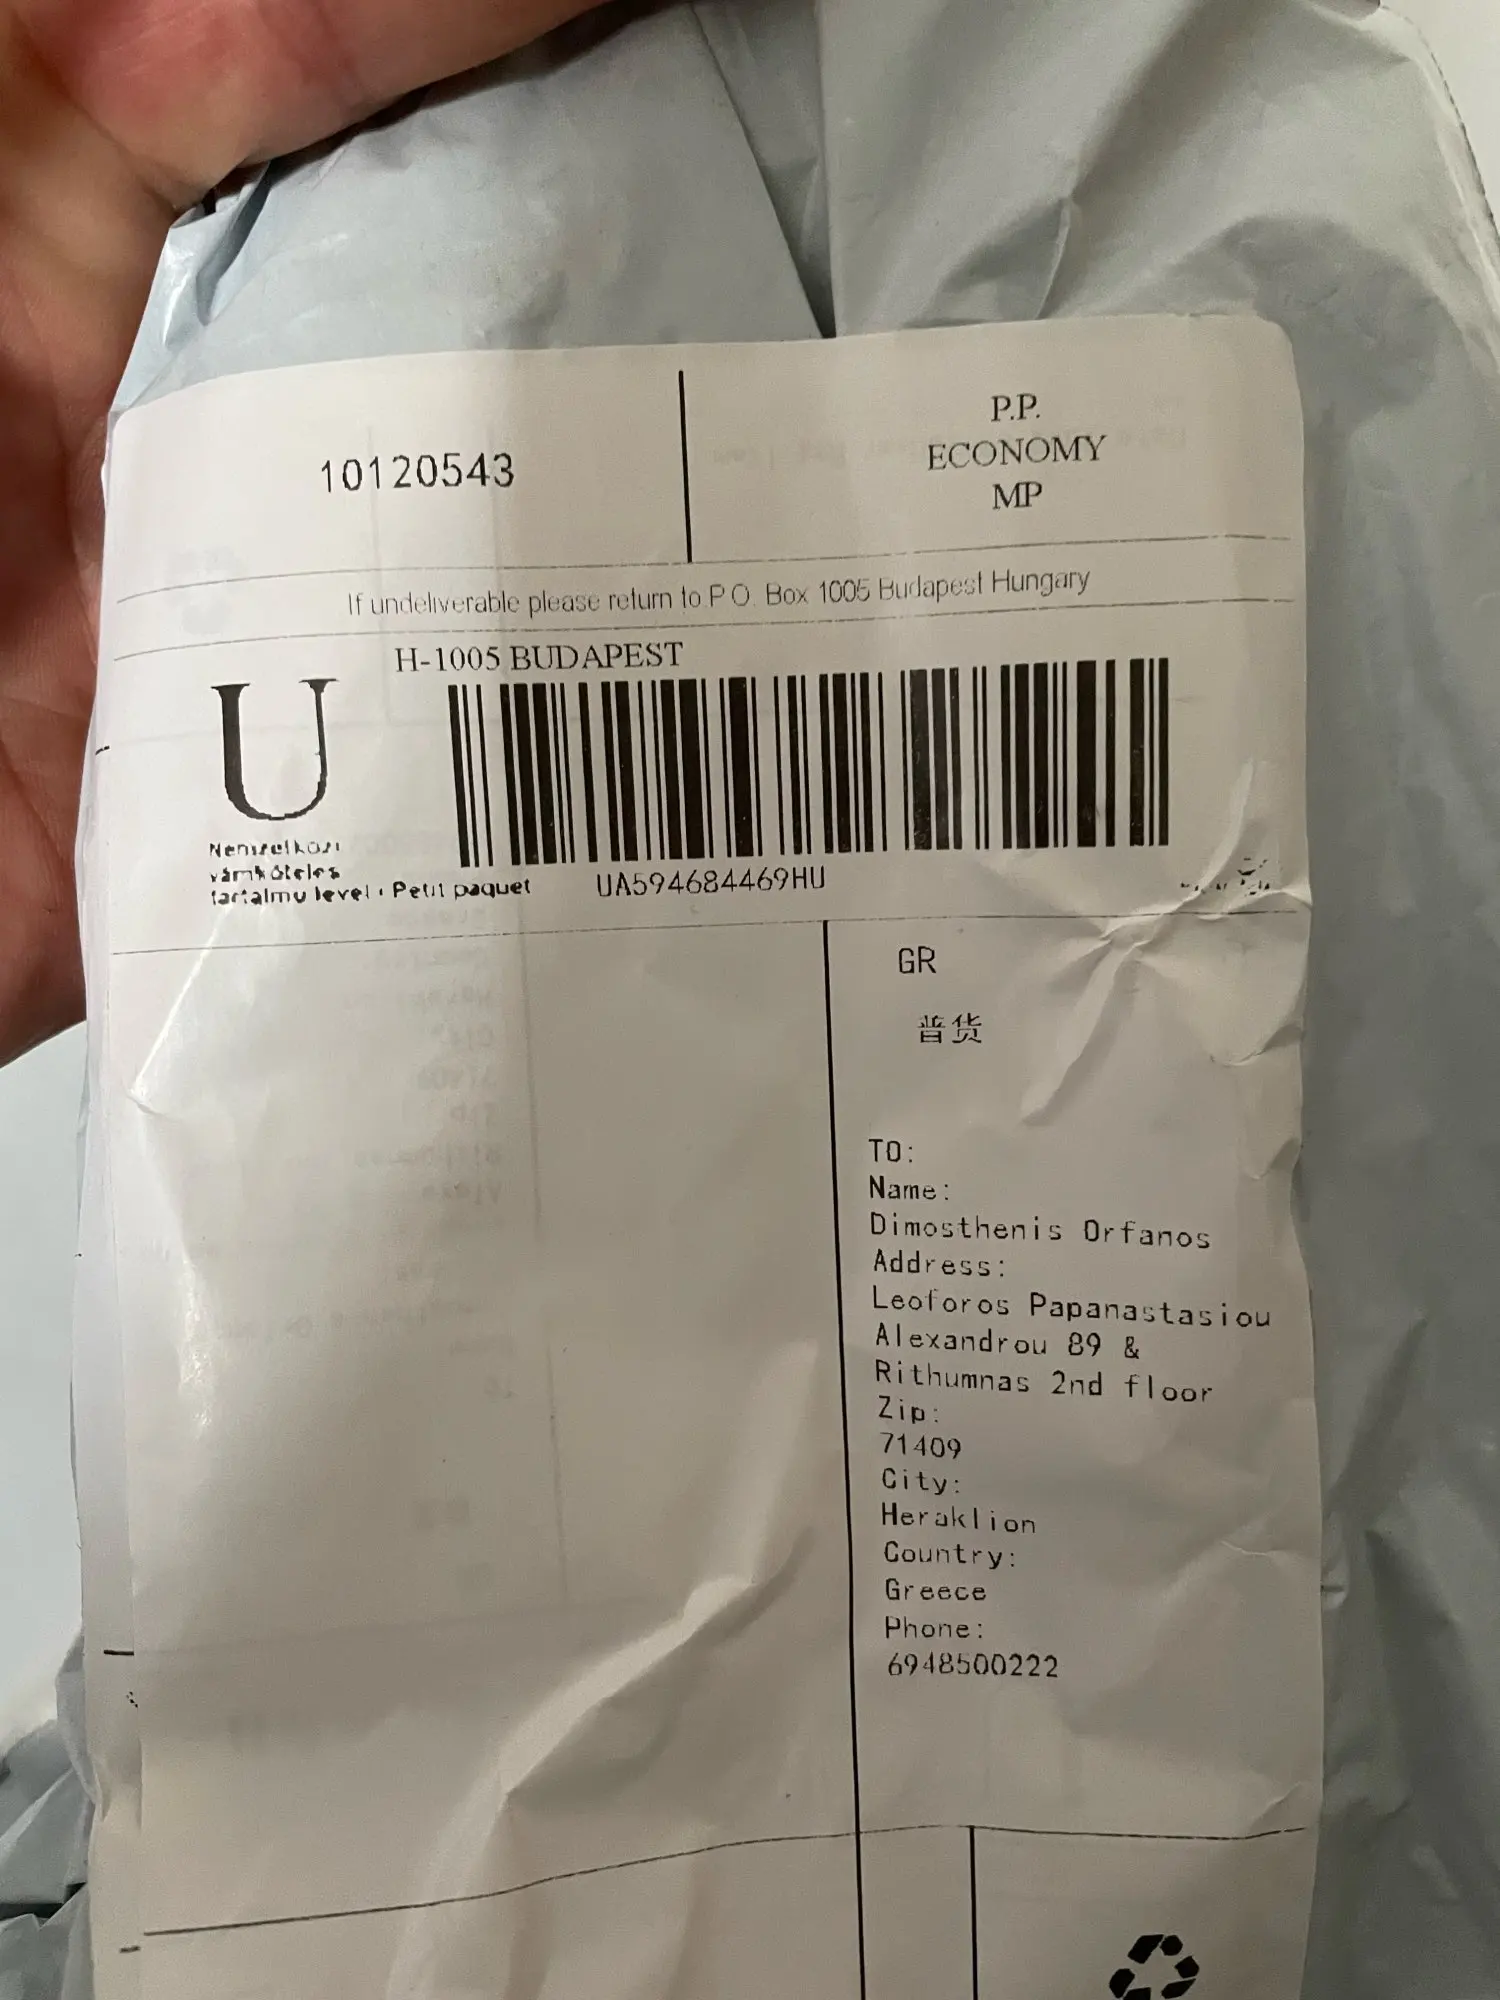 10120543
P.P.
ECONOMY
MP
If undeliverable please return to P.O. Box 1005 Budapest Hungary
H-1005 BUDAPEST
U
Nemzetközi
vámköteles
tartalmú levél · Petit paquet
UA594684469HU
GR
普货
TO:
Name:
Dimosthenis Orfanos
Address:
Leoforos Papanastasiou
Alexandrou 89 &
Rithumnas 2nd floor
Zip:
71409
City:
Heraklion
Country:
Greece
Phone:
6948500222